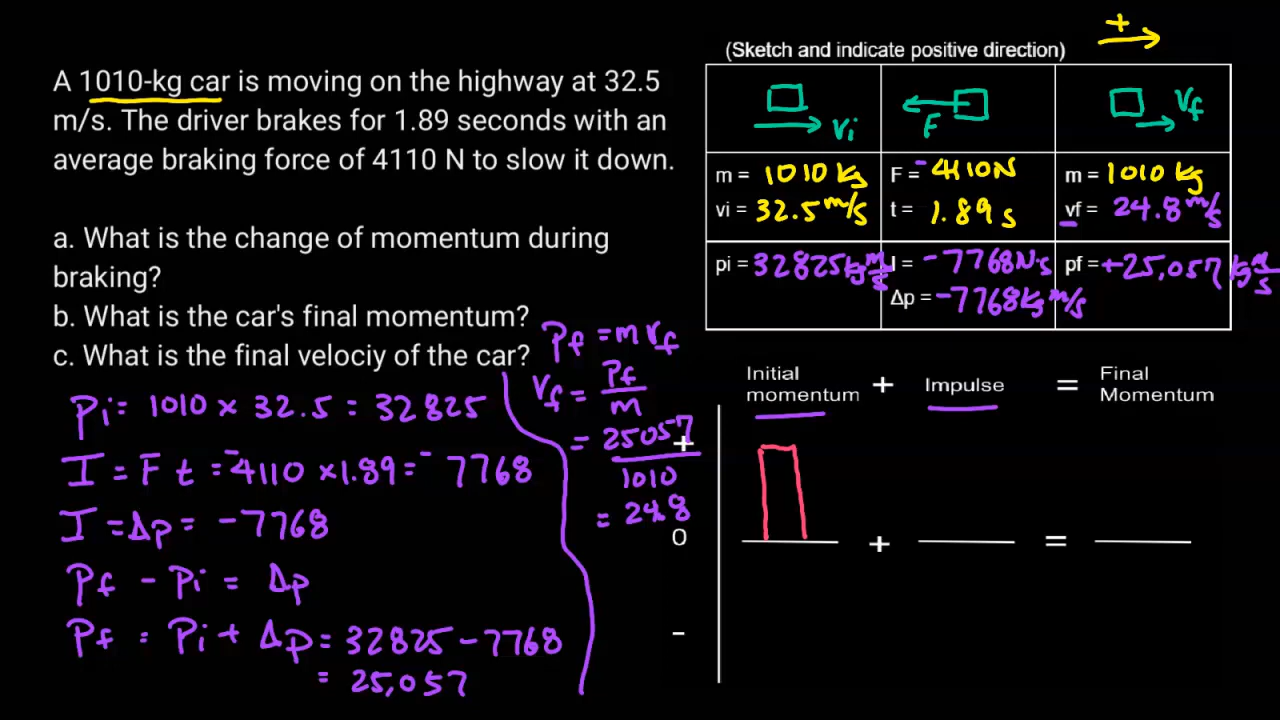 A 1010-kg car is moving on the highway at 32.5
m/s. The driver brakes for 1.89 seconds with an
average braking force of 4110 N to slow it down.
a. What is the change of momentum during
braking?
b. What is the car's final momentum?
c. What is the final velociy of the car?
Pi = 1010 × 32.5 = 32825
I = F t = -4110 × 1.89 = -7768
I = Δp = -7768
Pf - Pi = Δp
Pf = Pi + Δp = 32825 - 7768
= 25,057
Pf = m vf
Vf = Pf / m
= 25057 / 1010
= 24.8
+
(Sketch and indicate positive direction)
Vi
F
Vf
m = 1010 kg
vi = 32.5 m/s
F = -4110 N
t = 1.89 s
m = 1010 kg
vf = 24.8 m/s
pi = 32825 kg m/s
I = -7768 N·s
Δp = -7768 kg m/s
pf = +25,057 kg m/s
Initial
momentum + Impulse = Final
Momentum
+
0
+ =
-